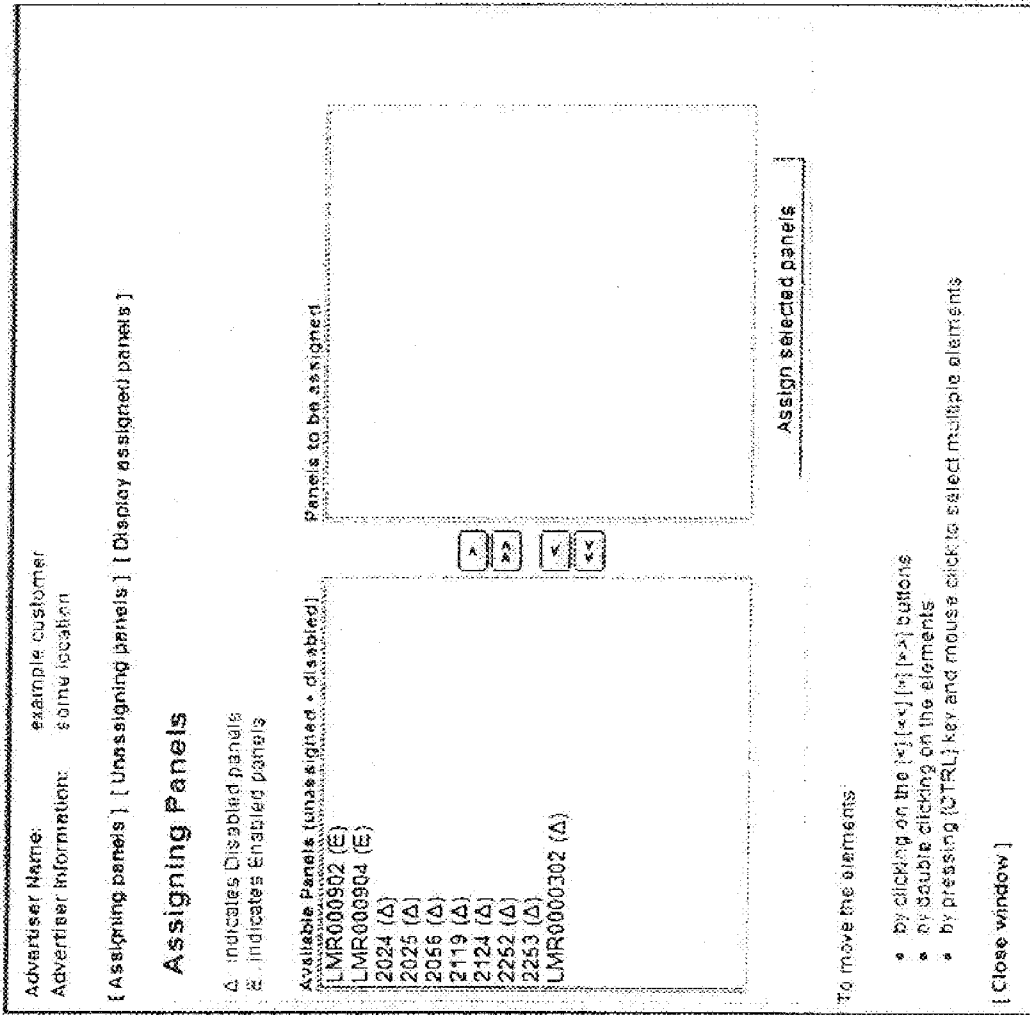 Advertiser Name: example customer
Advertiser Information: some location
[ Assigning panels ] [ Unassigning panels ] [ Display assigned panels ]
Assigning Panels
Δ : indicates Disabled panels
E : indicates Enabled panels
Available Panels (unassigned + disabled)
LMR000902 (E)
LMR000904 (E)
2024 (Δ)
2025 (Δ)
2056 (Δ)
2119 (Δ)
2124 (Δ)
2252 (Δ)
2253 (Δ)
LMR0000302 (Δ)
>
>>
<
<<
Panels to be assigned
Assign selected panels
To move the elements:
• by clicking on the [<] [<<] [>] [>>] buttons
• by double clicking on the elements
• by pressing [CTRL] key and mouse click to select multiple elements
[ Close window ]